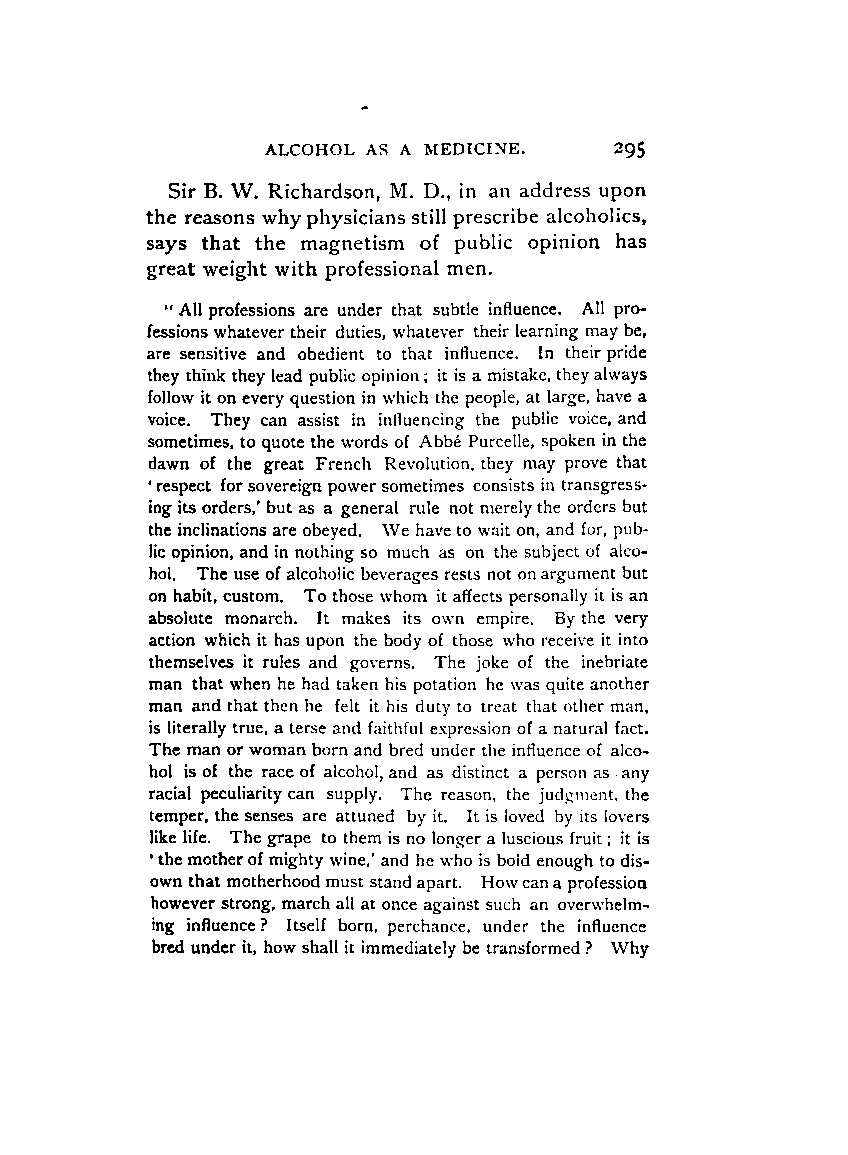 ALCOHOL AS A MEDICINE. 295
Sir B. W. Richardson, M. D., in an address upon
the reasons why physicians still prescribe alcoholics,
says that the magnetism of public opinion has
great weight with professional men.
" All professions are under that subtle influence. All pro-
fessions whatever their duties, whatever their learning may be,
are sensitive and obedient to that influence. In their pride
they think they lead public opinion ; it is a mistake, they always
follow it on every question in which the people, at large, have a
voice. They can assist in influencing the public voice, and
sometimes, to quote the words of Abbé Purcelle, spoken in the
dawn of the great French Revolution, they may prove that
' respect for sovereign power sometimes consists in transgress-
ing its orders,' but as a general rule not merely the orders but
the inclinations are obeyed. We have to wait on, and for, pub-
lic opinion, and in nothing so much as on the subject of alco-
hol. The use of alcoholic beverages rests not on argument but
on habit, custom. To those whom it affects personally it is an
absolute monarch. It makes its own empire. By the very
action which it has upon the body of those who receive it into
themselves it rules and governs. The joke of the inebriate
man that when he had taken his potation he was quite another
man and that then he felt it his duty to treat that other man,
is literally true, a terse and faithful expression of a natural fact.
The man or woman born and bred under the influence of alco-
hol is of the race of alcohol, and as distinct a person as any
racial peculiarity can supply. The reason, the judgment, the
temper, the senses are attuned by it. It is loved by its lovers
like life. The grape to them is no longer a luscious fruit ; it is
' the mother of mighty wine,' and he who is bold enough to dis-
own that motherhood must stand apart. How can a profession
however strong, march all at once against such an overwhelm-
ing influence ? Itself born, perchance, under the influence
bred under it, how shall it immediately be transformed ? Why